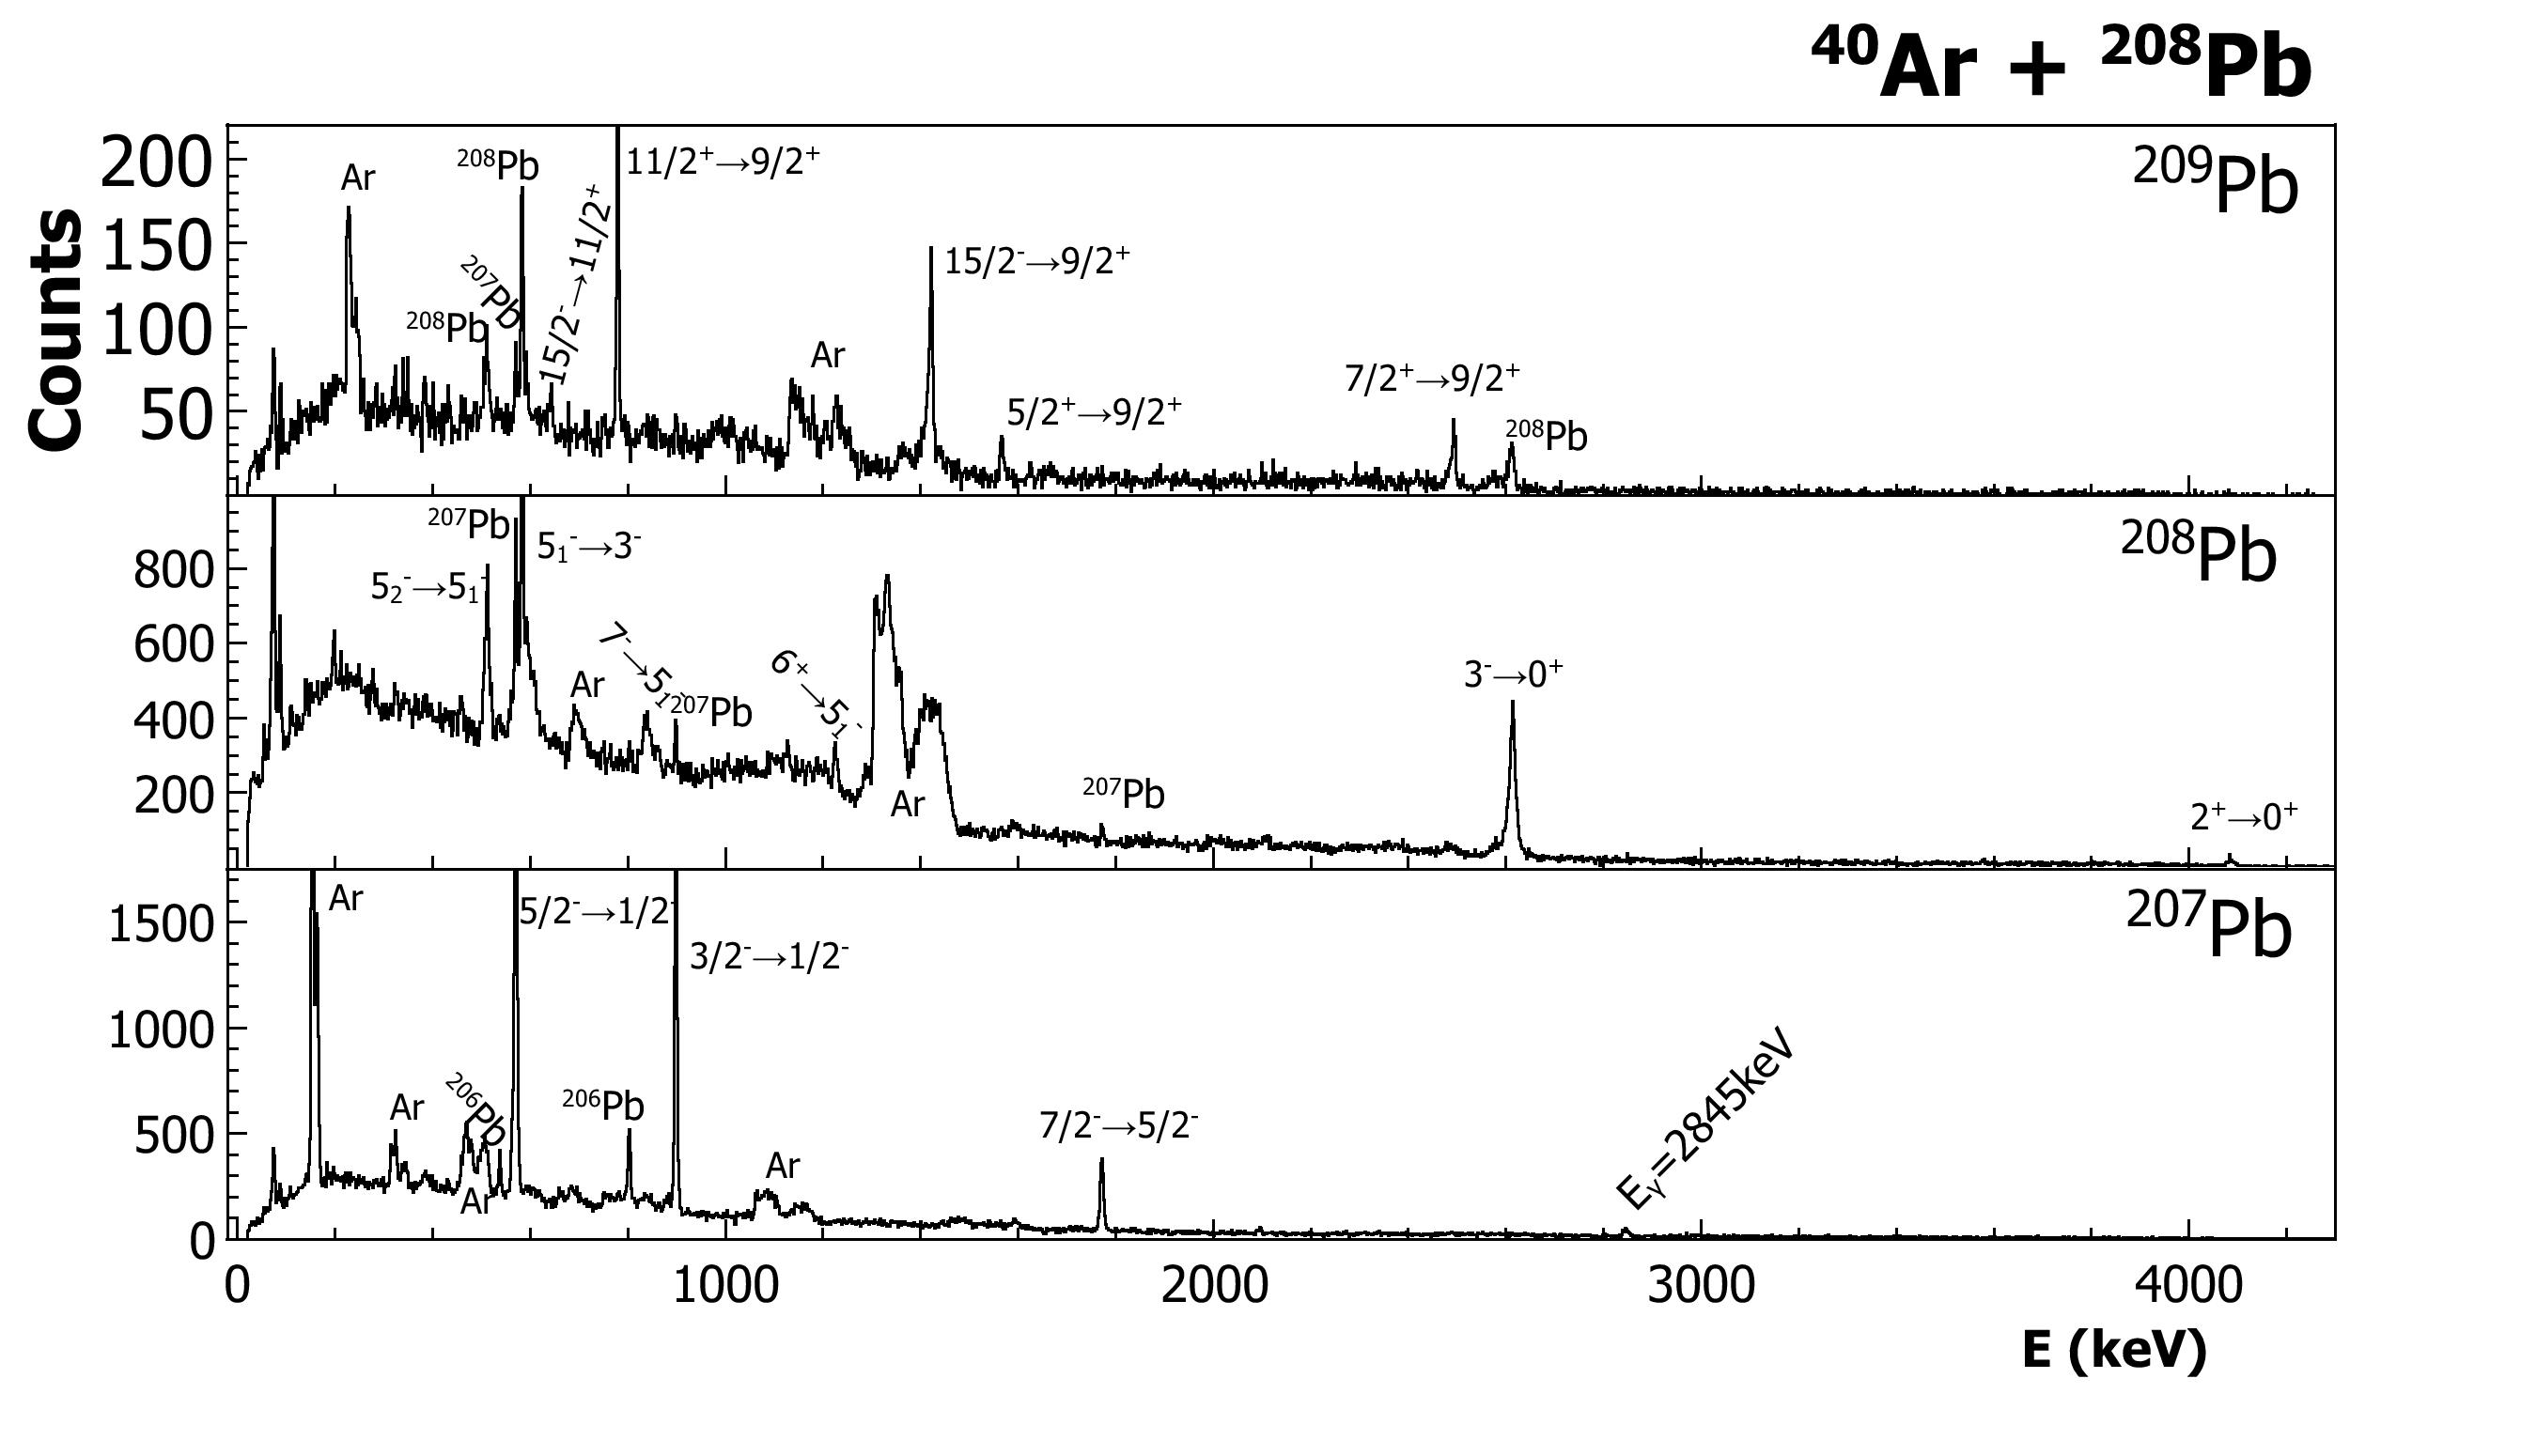 ⁴⁰Ar + ²⁰⁸Pb
Counts
200
150
100
50
²⁰⁹Pb
Ar
²⁰⁸Pb
²⁰⁷Pb
²⁰⁸Pb
15/2⁻→11/2⁺
11/2⁺→9/2⁺
Ar
15/2⁻→9/2⁺
5/2⁺→9/2⁺
7/2⁺→9/2⁺
²⁰⁸Pb
800
600
400
200
²⁰⁸Pb
²⁰⁷Pb
5₂⁻→5₁⁻
5₁⁻→3⁻
Ar
7⁻→5₁⁻
²⁰⁷Pb
6⁺→5₁⁻
Ar
²⁰⁷Pb
3⁻→0⁺
2⁺→0⁺
1500
1000
500
0
²⁰⁷Pb
Ar
5/2⁻→1/2⁻
3/2⁻→1/2⁻
Ar
²⁰⁶Pb
Ar
²⁰⁶Pb
Ar
7/2⁻→5/2⁻
Eᵧ=2845keV
0 1000 2000 3000 4000
E (keV)